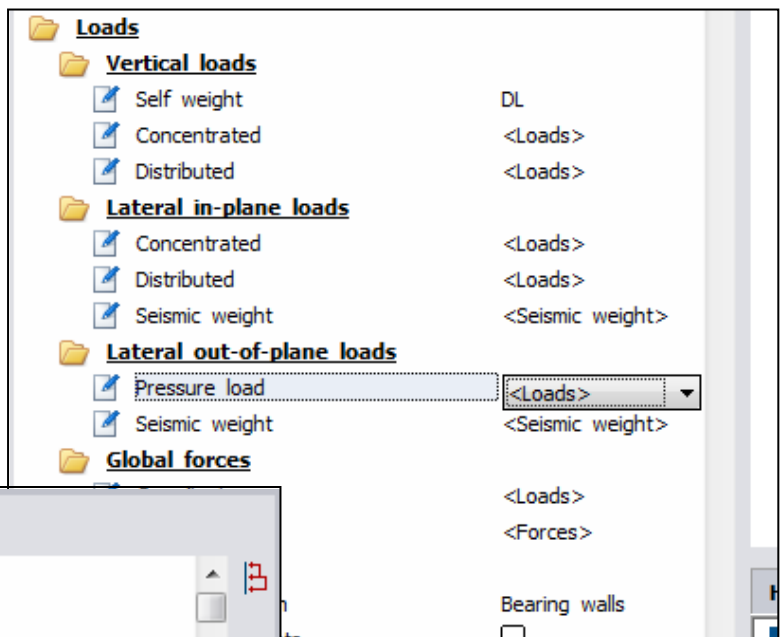 Loads
Vertical loads
Self weight DL
Concentrated <Loads>
Distributed <Loads>
Lateral in-plane loads
Concentrated <Loads>
Distributed <Loads>
Seismic weight <Seismic weight>
Lateral out-of-plane loads
Pressure load <Loads>
Seismic weight <Seismic weight>
Global forces
<Loads>
<Forces>
Bearing walls